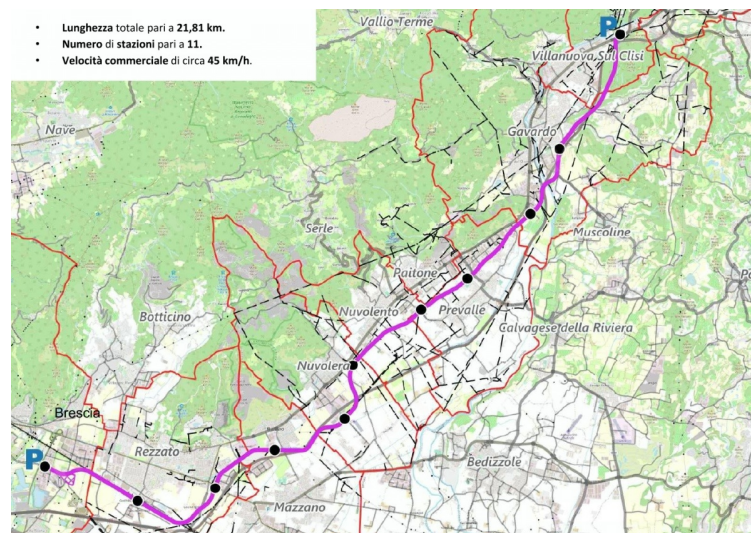 • Lunghezza totale pari a 21,81 km.
• Numero di stazioni pari a 11.
• Velocità commerciale di circa 45 km/h.
P
Vallio Terme
Villanuova Sul Clisi
Nave
Gavardo
Serle
Muscoline
Paitone
Botticino
Nuvolento
Prevalle
Calvagese della Riviera
Nuvolera
Brescia
P
Rezzato
Bedizzole
Mazzano